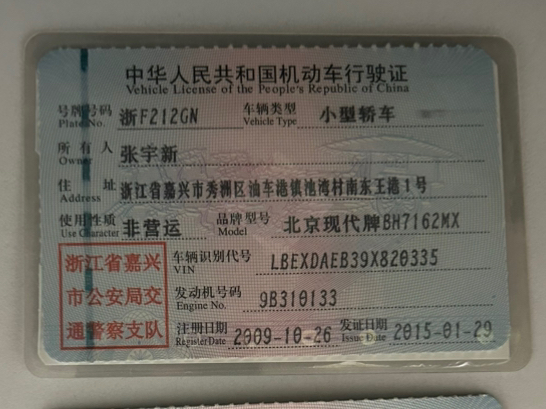 中华人民共和国机动车行驶证
Vehicle License of the People's Republic of China
号牌号码 浙F212GN 车辆类型 小型轿车
Plate No. Vehicle Type
所有人 张宇新
Owner
住址 浙江省嘉兴市秀洲区油车港镇池湾村南东王港1号
Address
使用性质 非营运 品牌型号 北京现代牌BH7162MX
Use Character Model
浙江省嘉兴
市公安局交
通警察支队
车辆识别代号 LBEXDAEB39X820335
VIN
发动机号码 9B310133
Engine No.
注册日期 2009-10-26 发证日期 2015-01-29
Register Date Issue Date